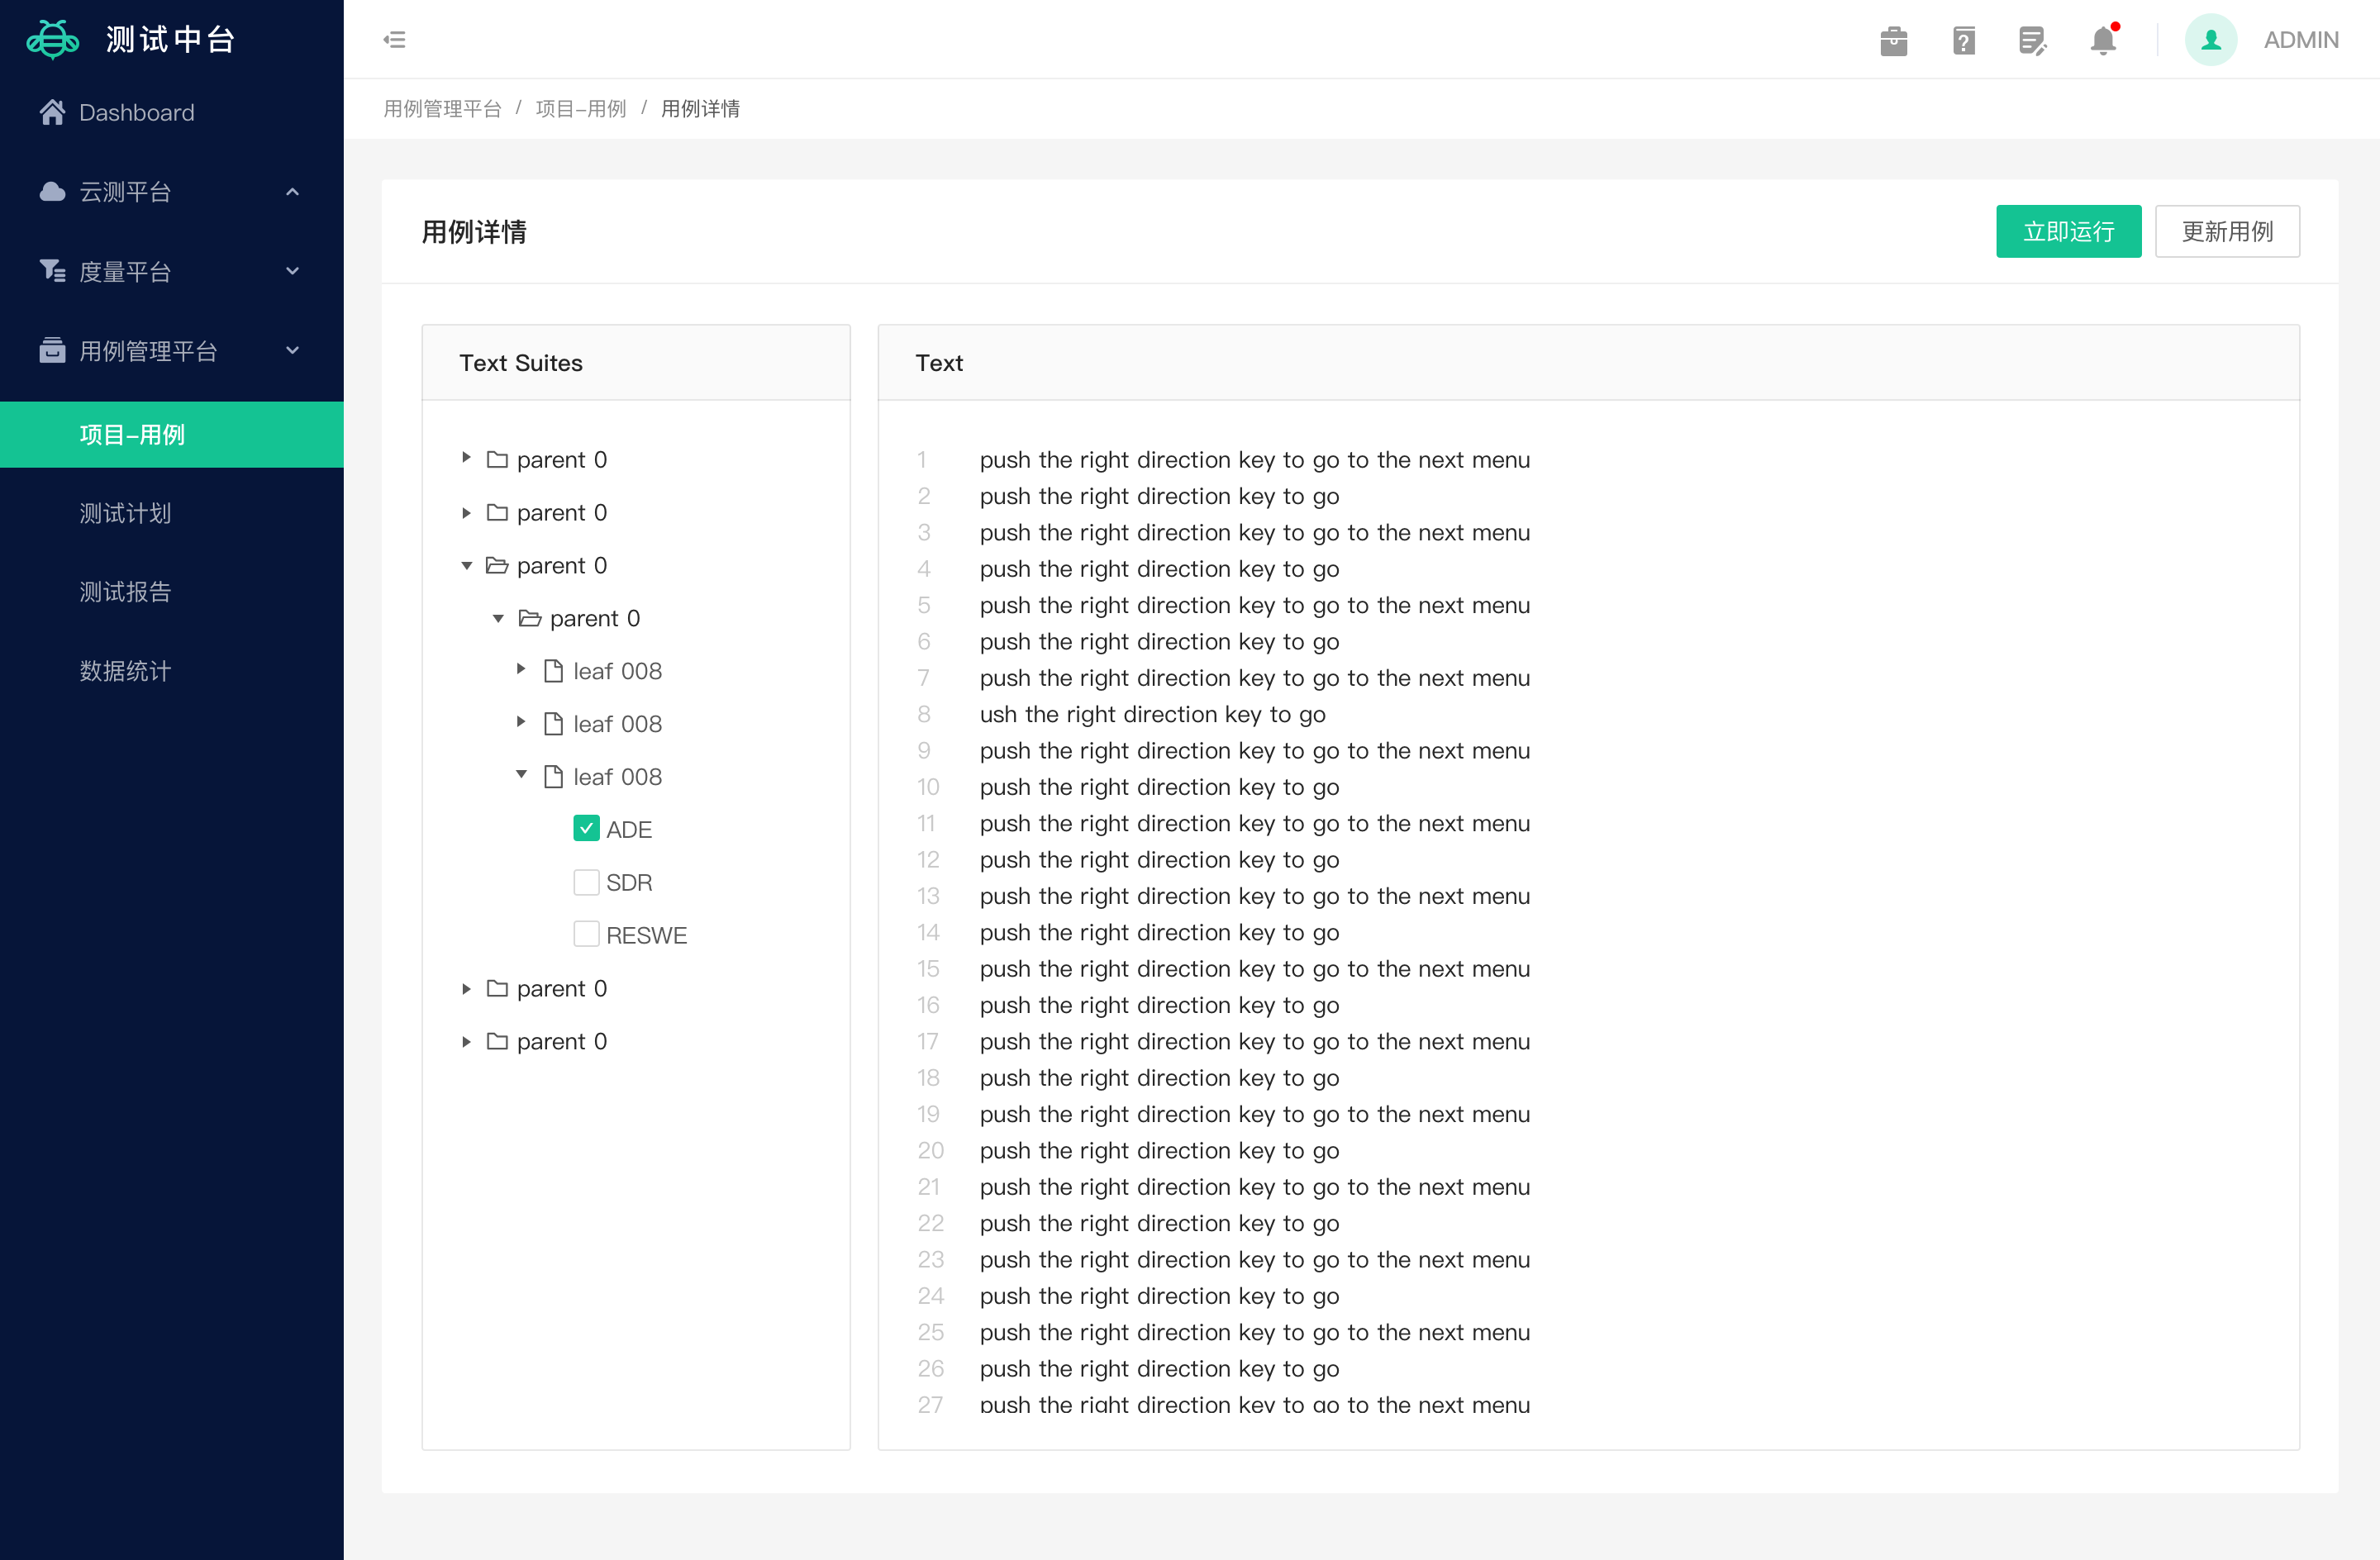 测试中台
ADMIN
Dashboard
云测平台
度量平台
用例管理平台
项目-用例
测试计划
测试报告
数据统计
用例管理平台 / 项目-用例 / 用例详情
用例详情
立即运行
更新用例
Text Suites
parent 0
parent 0
parent 0
parent 0
leaf 008
leaf 008
leaf 008
ADE
SDR
RESWE
parent 0
parent 0
Text
1 push the right direction key to go to the next menu
2 push the right direction key to go
3 push the right direction key to go to the next menu
4 push the right direction key to go
5 push the right direction key to go to the next menu
6 push the right direction key to go
7 push the right direction key to go to the next menu
8 ush the right direction key to go
9 push the right direction key to go to the next menu
10 push the right direction key to go
11 push the right direction key to go to the next menu
12 push the right direction key to go
13 push the right direction key to go to the next menu
14 push the right direction key to go
15 push the right direction key to go to the next menu
16 push the right direction key to go
17 push the right direction key to go to the next menu
18 push the right direction key to go
19 push the right direction key to go to the next menu
20 push the right direction key to go
21 push the right direction key to go to the next menu
22 push the right direction key to go
23 push the right direction key to go to the next menu
24 push the right direction key to go
25 push the right direction key to go to the next menu
26 push the right direction key to go
27 push the right direction key to go to the next menu